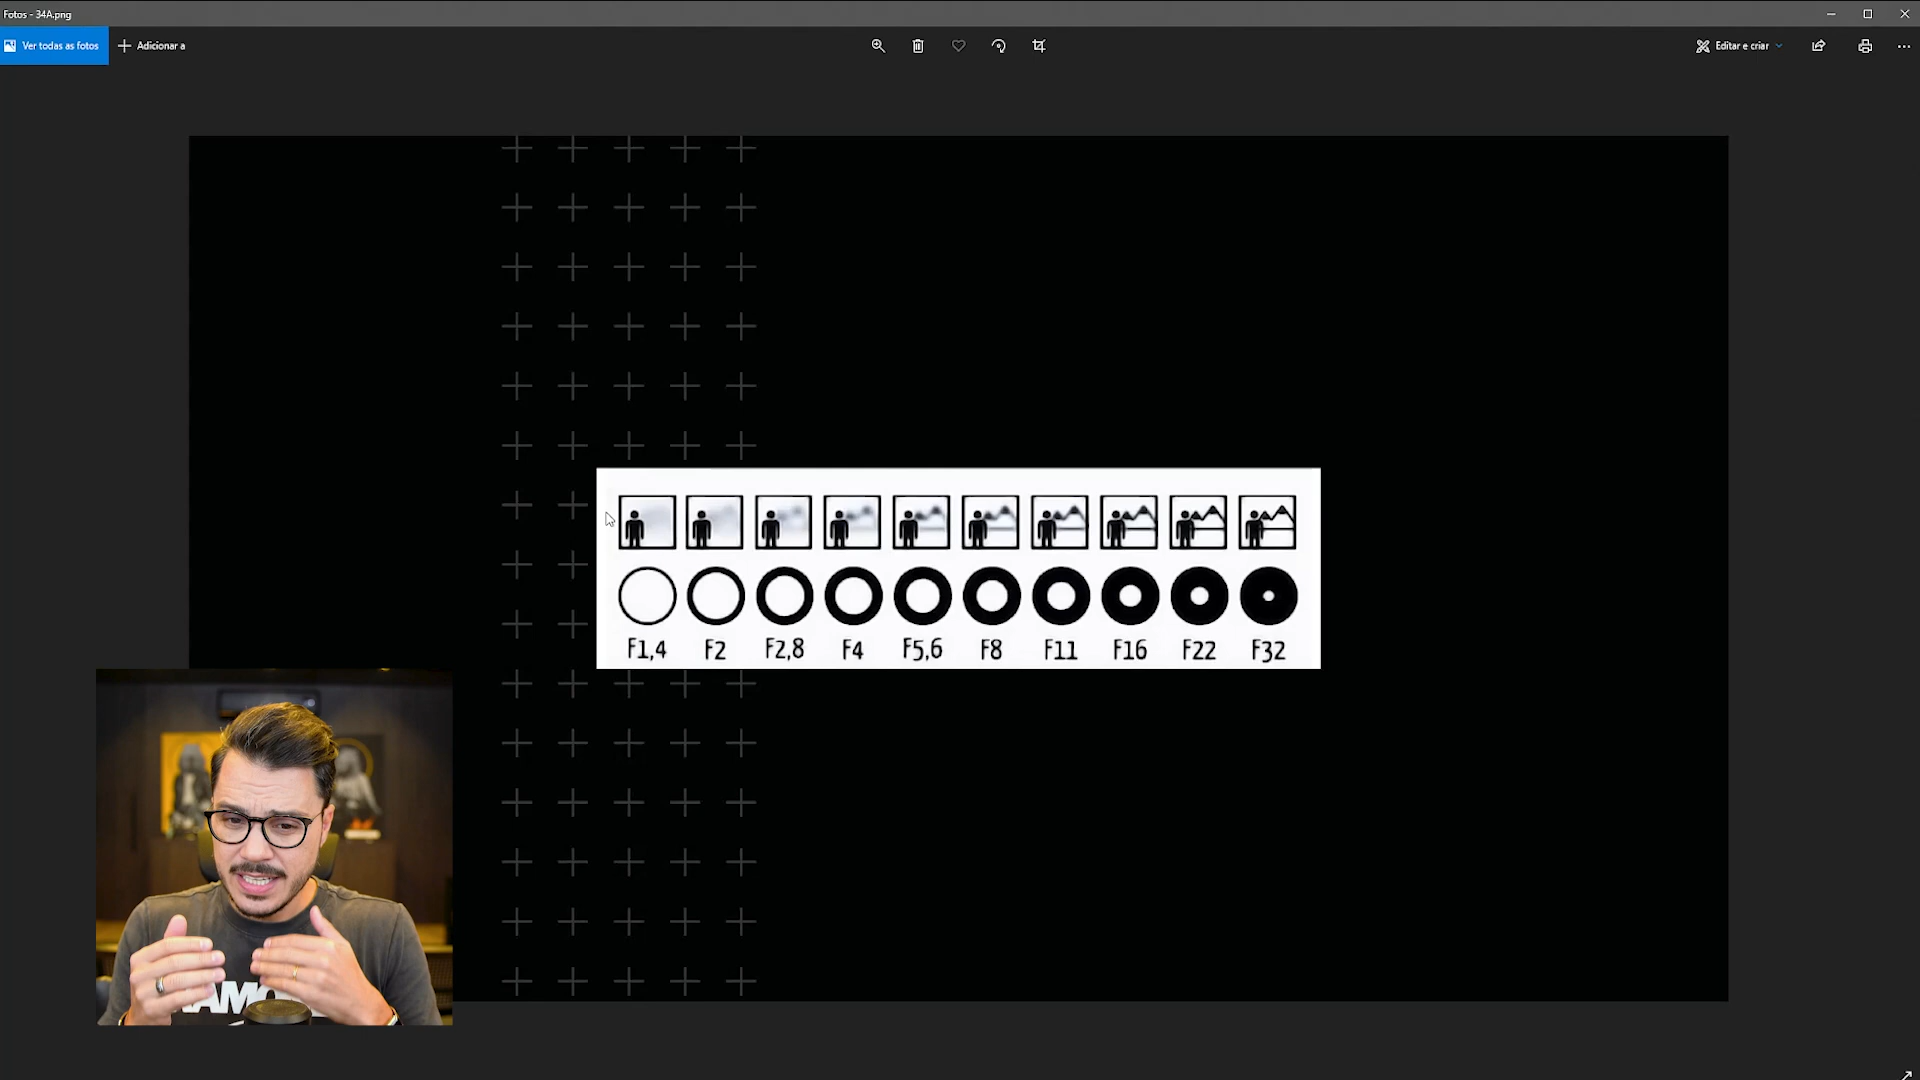 Fotos - 34A.png
Ver todas as fotos
Adicionar a
Editar e criar
F1,4 F2 F2,8 F4 F5,6 F8 F11 F16 F22 F32